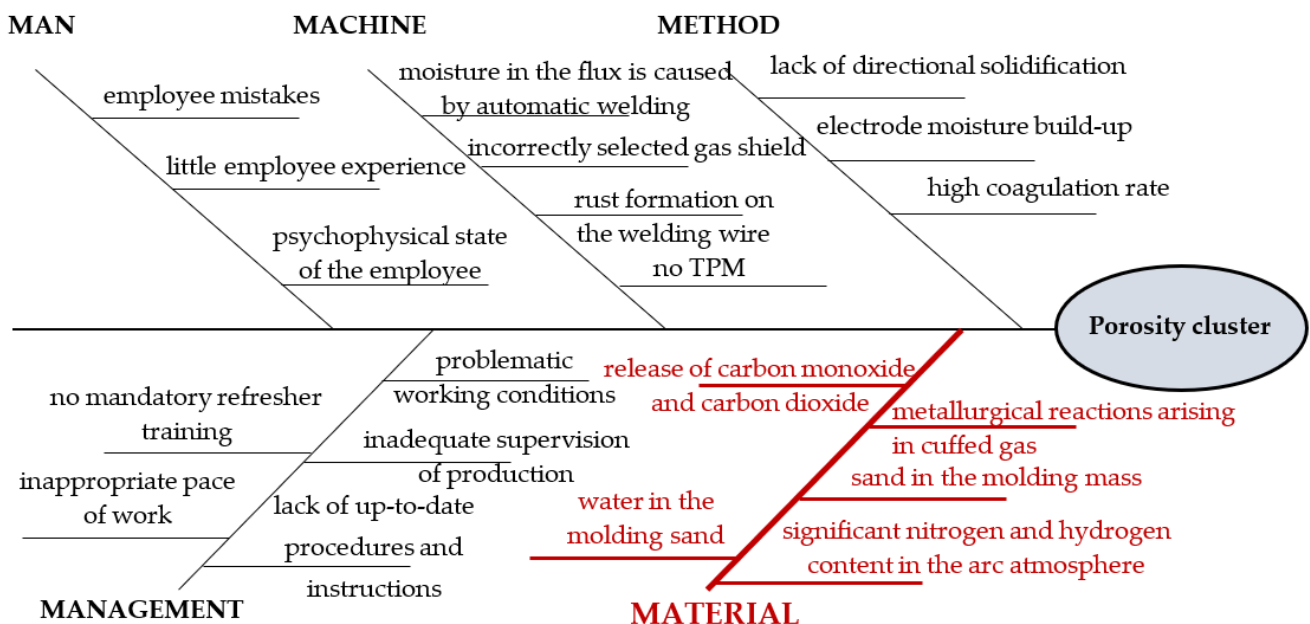 MAN
MACHINE
METHOD
employee mistakes
little employee experience
psychophysical state
of the employee
moisture in the flux is caused
by automatic welding
incorrectly selected gas shield
rust formation on
the welding wire
no TPM
lack of directional solidification
electrode moisture build-up
high coagulation rate
Porosity cluster
no mandatory refresher
training
inappropriate pace
of work
problematic
working conditions
inadequate supervision
of production
lack of up-to-date
procedures and
instructions
release of carbon monoxide
and carbon dioxide
water in the
molding sand
metallurgical reactions arising
in cuffed gas
sand in the molding mass
significant nitrogen and hydrogen
content in the arc atmosphere
MANAGEMENT
MATERIAL